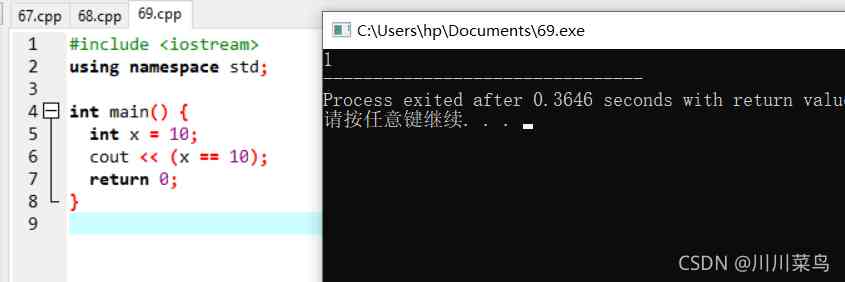 67.cpp 68.cpp 69.cpp
1 #include <iostream>
2 using namespace std;
3
4 int main() {
5 int x = 10;
6 cout << (x == 10);
7 return 0;
8 }
9
C:\Users\hp\Documents\69.exe
1
--------------------------------
Process exited after 0.3646 seconds with return value
请按任意键继续. . .
CSDN @川川菜鸟